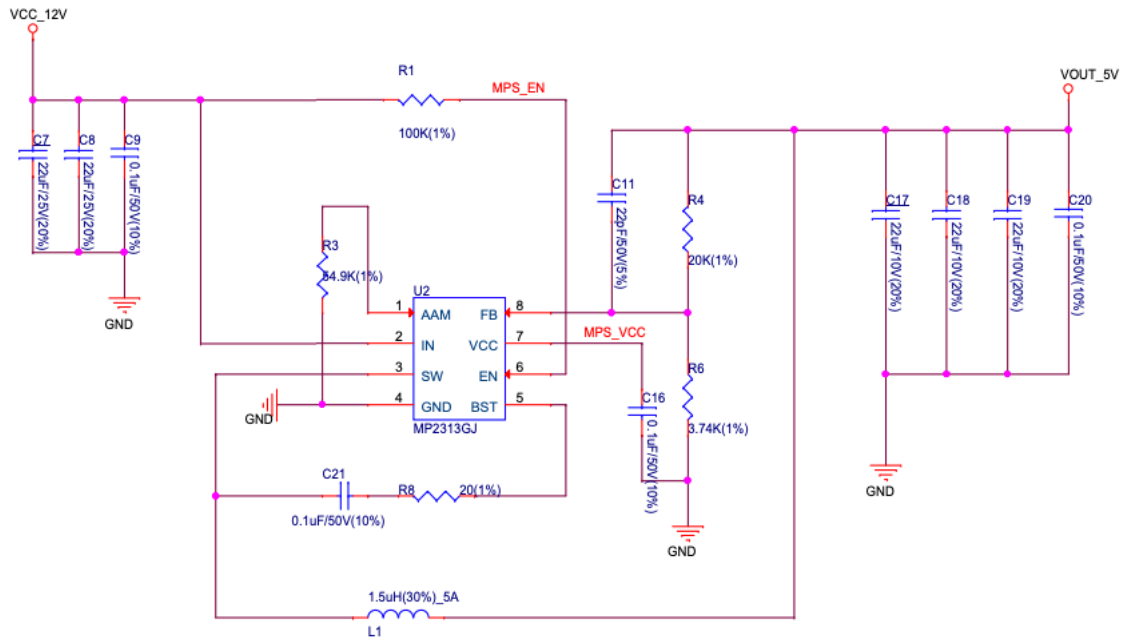 VCC_12V
R1
MPS_EN
100K(1%)
VOUT_5V
C7
22uF/25V(20%)
C8
22uF/25V(20%)
C9
0.1uF/50V(10%)
GND
R3
54.9K(1%)
C11
22pF/50V(5%)
R4
20K(1%)
C17
22uF/10V(20%)
C18
22uF/10V(20%)
C19
22uF/10V(20%)
C20
0.1uF/50V(10%)
U2
1 AAM FB 8
2 IN VCC 7
3 SW EN 6
4 GND BST 5
MP2313GJ
MPS_VCC
GND
C16
0.1uF/50V(10%)
R6
3.74K(1%)
GND
GND
C21
0.1uF/50V(10%)
R8
20(1%)
1.5uH(30%)_5A
L1